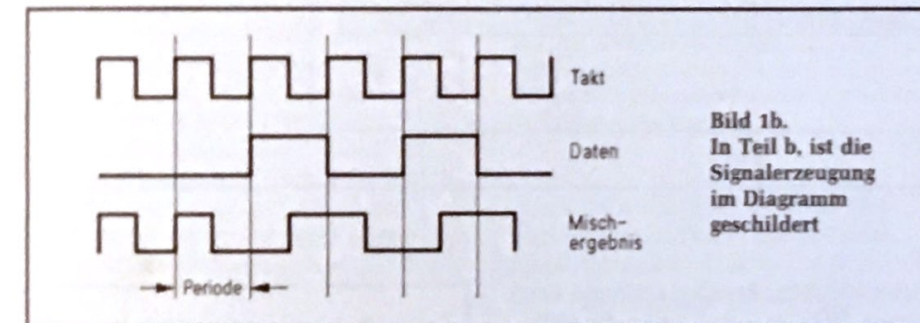 Takt
Daten
Misch-
ergebnis
Periode
Bild 1b.
In Teil b, ist die
Signalerzeugung
im Diagramm
geschildert